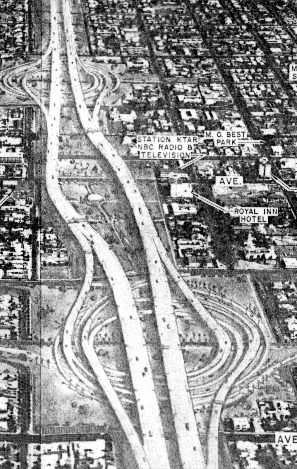 M
STATION KTAR
NBC RADIO &
TELEVISION
M. O. BEST
PARK
AVE.
ROYAL INN
HOTEL
AVE